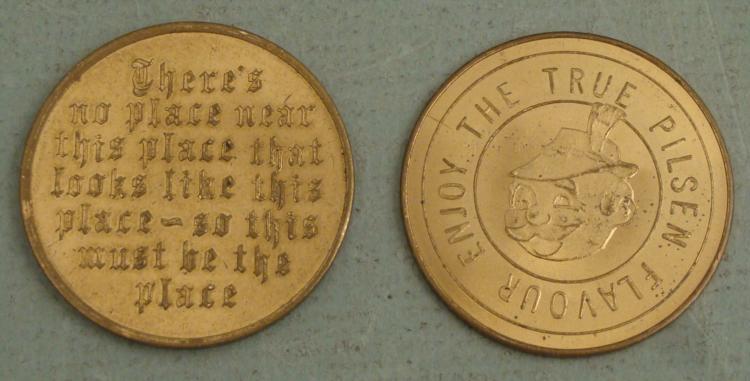 There's
no place near
this place that
looks like this
place - so this
must be the
place
ENJOY THE TRUE PILSEN FLAVOUR